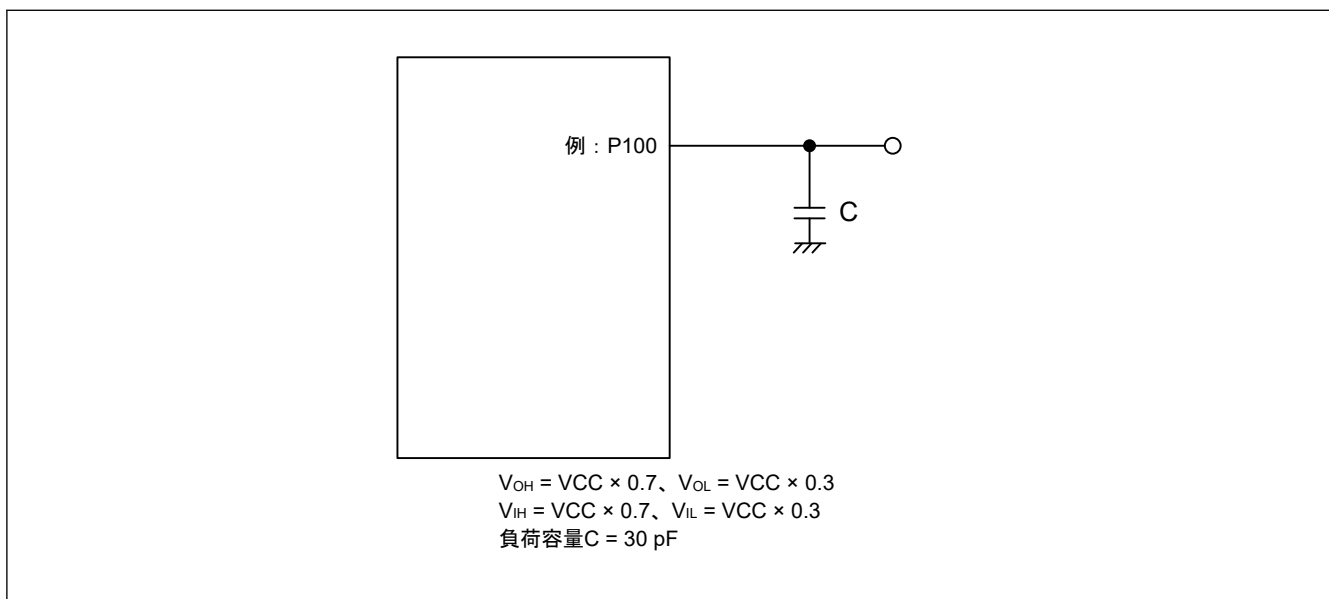 例：P100
C
VOH = VCC × 0.7、VOL = VCC × 0.3
VIH = VCC × 0.7、VIL = VCC × 0.3
負荷容量C = 30 pF